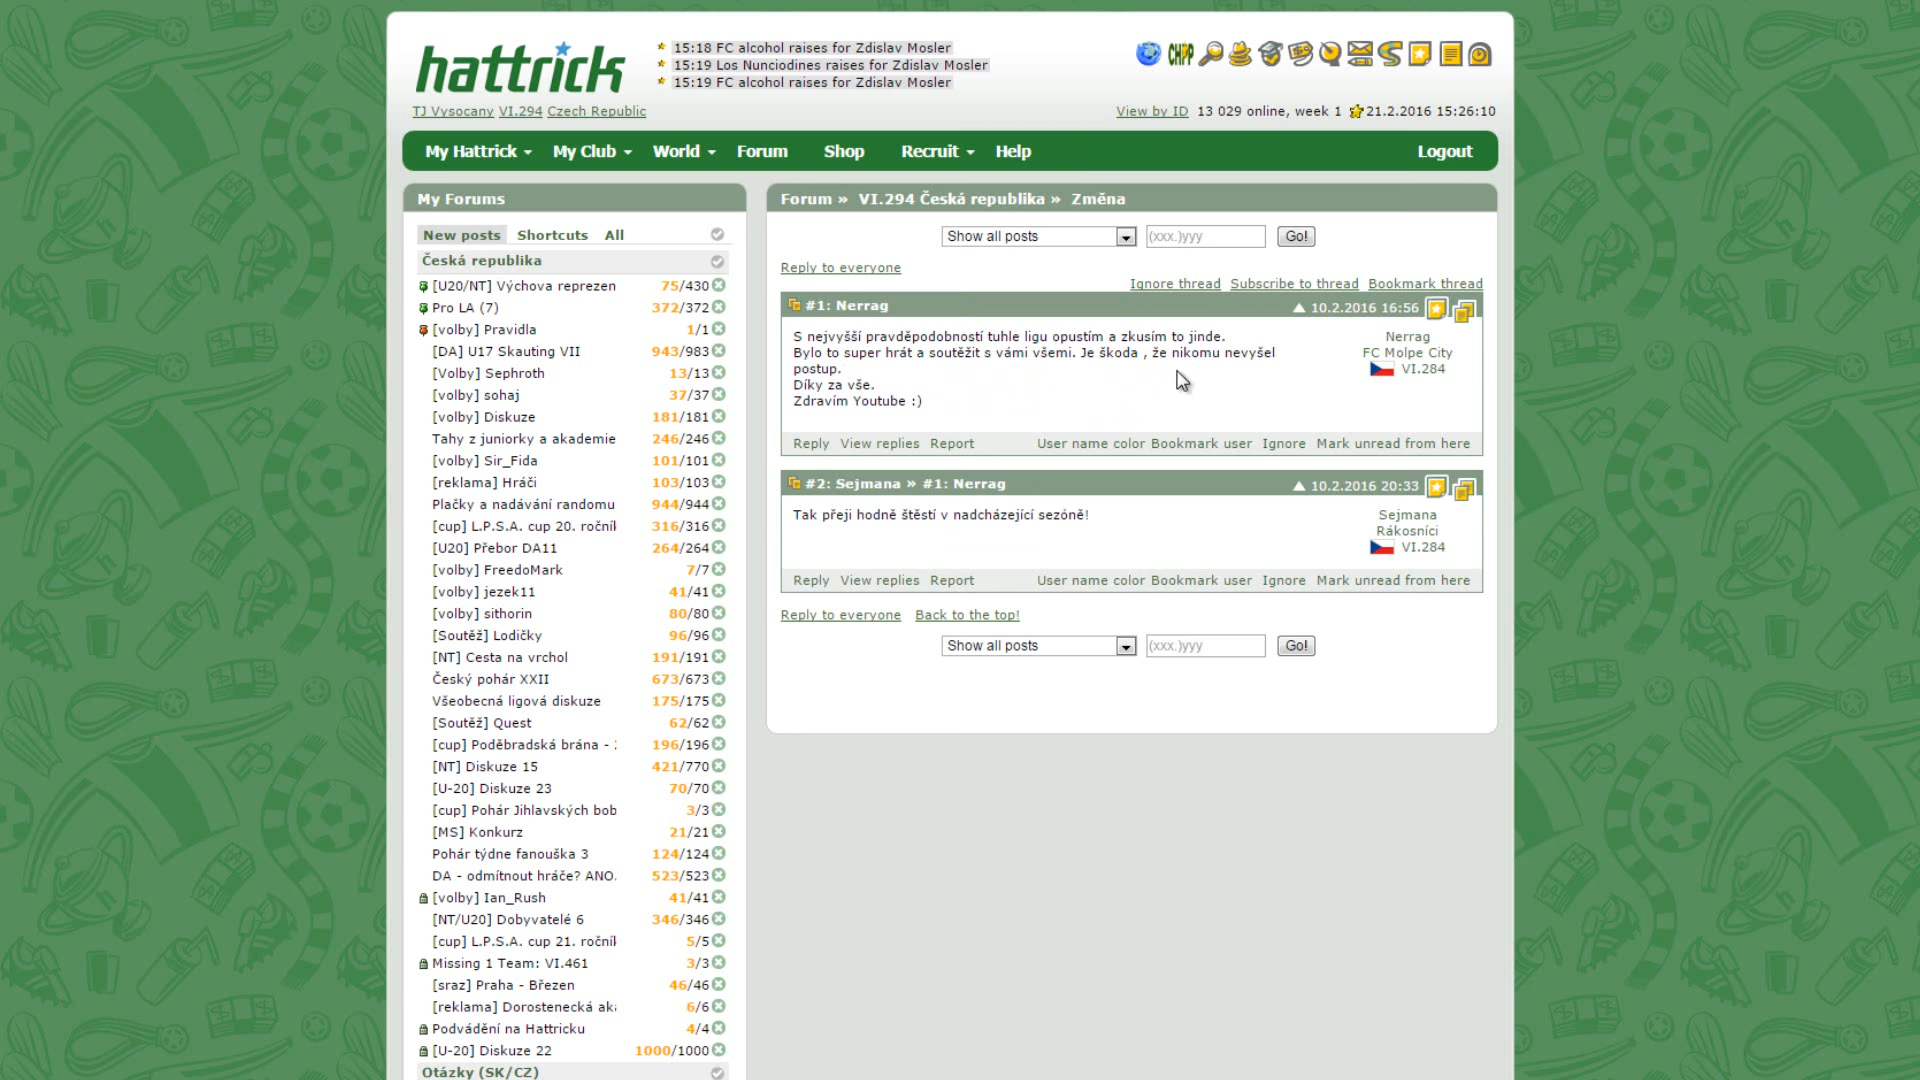 hattrick
15:18 FC alcohol raises for Zdislav Mosler
15:19 Los Nunciodines raises for Zdislav Mosler
15:19 FC alcohol raises for Zdislav Mosler
CHPP
TJ Vysocany VI.294 Czech Republic
View by ID 13 029 online, week 1 21.2.2016 15:26:10
My Hattrick My Club World Forum Shop Recruit Help Logout
My Forums
New posts Shortcuts All
Česká republika
[U20/NT] Výchova reprezen 75/430
Pro LA (7) 372/372
[volby] Pravidla 1/1
[DA] U17 Skauting VII 943/983
[Volby] Sephroth 13/13
[volby] sohaj 37/37
[volby] Diskuze 181/181
Tahy z juniorky a akademie 246/246
[volby] Sir_Fida 101/101
[reklama] Hráči 103/103
Plačky a nadávání randomu 944/944
[cup] L.P.S.A. cup 20. roční 316/316
[U20] Přebor DA11 264/264
[volby] FreedoMark 7/7
[volby] jezek11 41/41
[volby] sithorin 80/80
[Soutěž] Lodičky 96/96
[NT] Cesta na vrchol 191/191
Český pohár XXII 673/673
Všeobecná ligová diskuze 175/175
[Soutěž] Quest 62/62
[cup] Poděbradská brána - 196/196
[NT] Diskuze 15 421/770
[U-20] Diskuze 23 70/70
[cup] Pohár Jihlavských bob 3/3
[MS] Konkurz 21/21
Pohár týdne fanouška 3 124/124
DA - odmítnout hráče? ANO. 523/523
[volby] Ian_Rush 41/41
[NT/U20] Dobyvatelé 6 346/346
[cup] L.P.S.A. cup 21. roční 5/5
Missing 1 Team: VI.461 3/3
[sraz] Praha - Březen 46/46
[reklama] Dorostenecká ak 6/6
Podvádění na Hattricku 4/4
[U-20] Diskuze 22 1000/1000
Otázky (SK/CZ)
Forum » VI.294 Česká republika » Změna
Show all posts (xxx.)yyy Go!
Reply to everyone
Ignore thread Subscribe to thread Bookmark thread
#1: Nerrag 10.2.2016 16:56
S nejvyšší pravděpodobností tuhle ligu opustím a zkusím to jinde.
Bylo to super hrát a soutěžit s vámi všemi. Je škoda , že nikomu nevyšel
postup.
Díky za vše.
Zdravím Youtube :)
Nerrag
FC Molpe City
VI.284
Reply View replies Report User name color Bookmark user Ignore Mark unread from here
#2: Sejmana » #1: Nerrag 10.2.2016 20:33
Tak přeji hodně štěstí v nadcházející sezóně!
Sejmana
Rákosníci
VI.284
Reply View replies Report User name color Bookmark user Ignore Mark unread from here
Reply to everyone Back to the top!
Show all posts (xxx.)yyy Go!